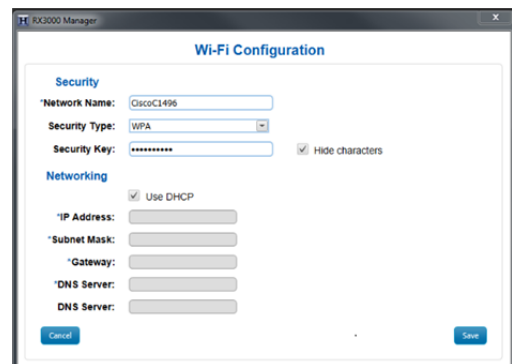 RX3000 Manager
x
Wi-Fi Configuration
Security
*Network Name: CiscoC1496
Security Type: WPA
Security Key: •••••••••• Hide characters
Networking
Use DHCP
*IP Address:
*Subnet Mask:
*Gateway:
*DNS Server:
DNS Server:
Cancel Save